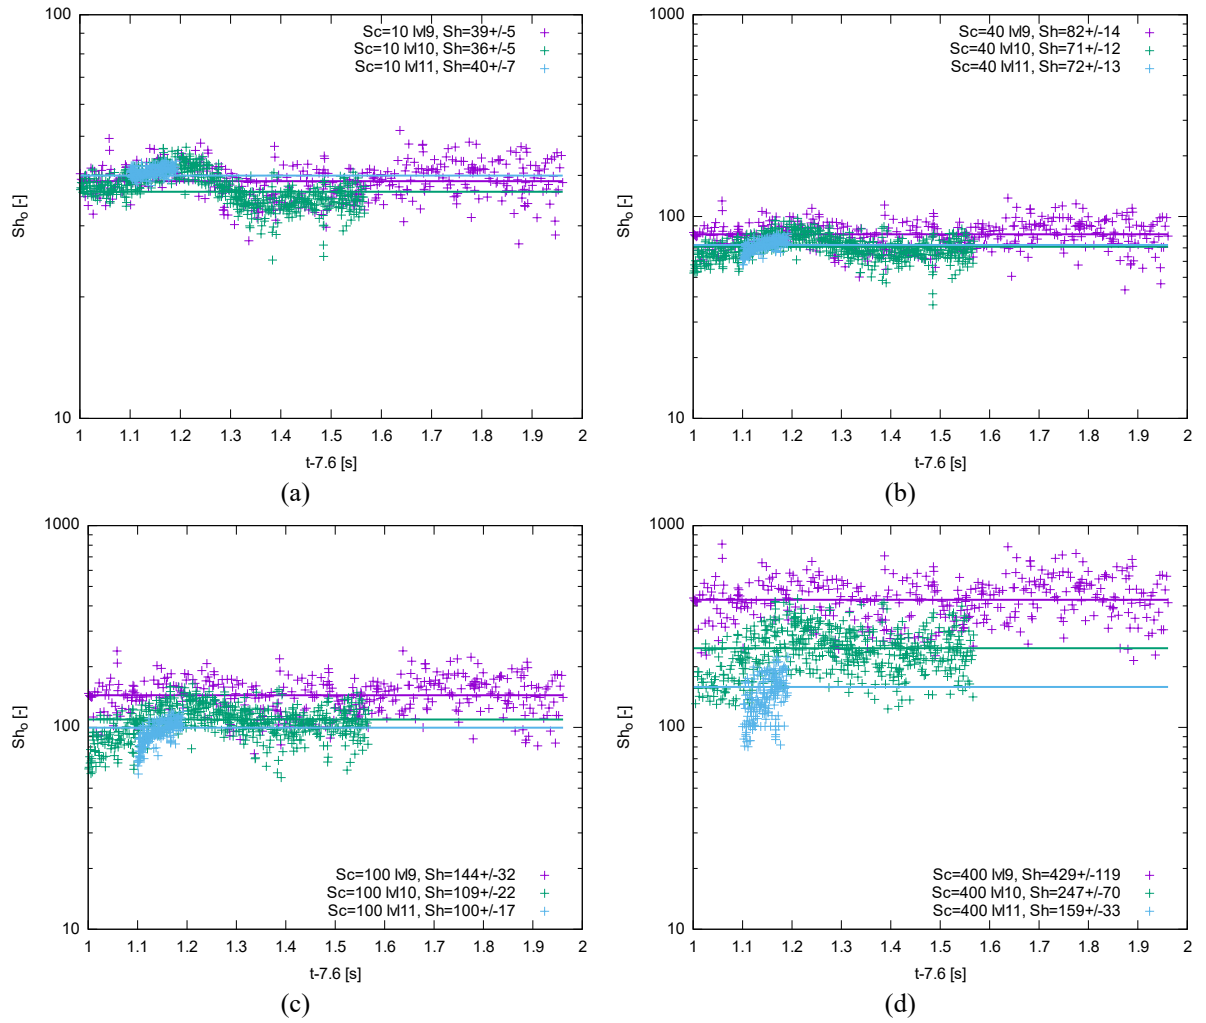 100
10
Sh₀ [-]
Sc=10 lvl9, Sh=39+/-5
Sc=10 lvl10, Sh=36+/-5
Sc=10 lvl11, Sh=40+/-7
1 1.1 1.2 1.3 1.4 1.5 1.6 1.7 1.8 1.9 2
t-7.6 [s]
(a)
1000
100
10
Sh₀ [-]
Sc=40 lvl9, Sh=82+/-14
Sc=40 lvl10, Sh=71+/-12
Sc=40 lvl11, Sh=72+/-13
1 1.1 1.2 1.3 1.4 1.5 1.6 1.7 1.8 1.9 2
t-7.6 [s]
(b)
1000
100
10
Sh₀ [-]
Sc=100 lvl9, Sh=144+/-32
Sc=100 lvl10, Sh=109+/-22
Sc=100 lvl11, Sh=100+/-17
1 1.1 1.2 1.3 1.4 1.5 1.6 1.7 1.8 1.9 2
t-7.6 [s]
(c)
1000
100
10
Sh₀ [-]
Sc=400 lvl9, Sh=429+/-119
Sc=400 lvl10, Sh=247+/-70
Sc=400 lvl11, Sh=159+/-33
1 1.1 1.2 1.3 1.4 1.5 1.6 1.7 1.8 1.9 2
t-7.6 [s]
(d)